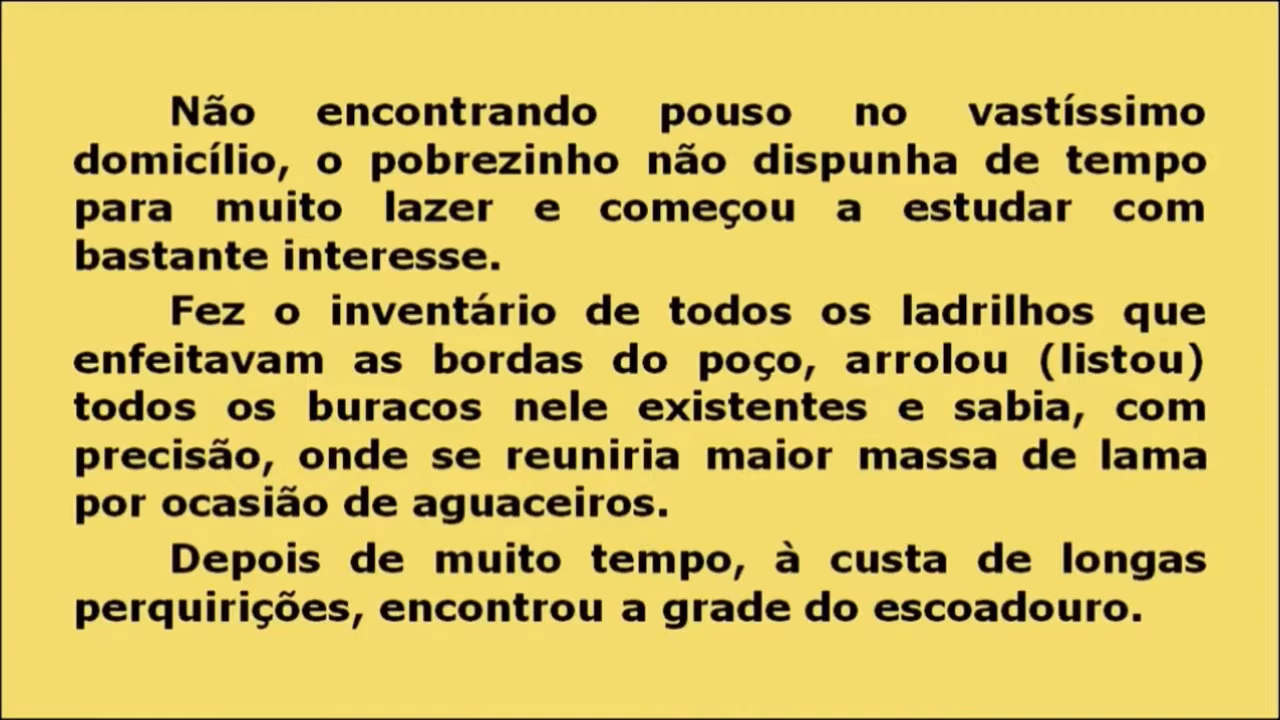 Não encontrando pouso no vastíssimo
domicílio, o pobrezinho não dispunha de tempo
para muito lazer e começou a estudar com
bastante interesse.
Fez o inventário de todos os ladrilhos que
enfeitavam as bordas do poço, arrolou (listou)
todos os buracos nele existentes e sabia, com
precisão, onde se reuniria maior massa de lama
por ocasião de aguaceiros.
Depois de muito tempo, à custa de longas
perquirições, encontrou a grade do escoadouro.